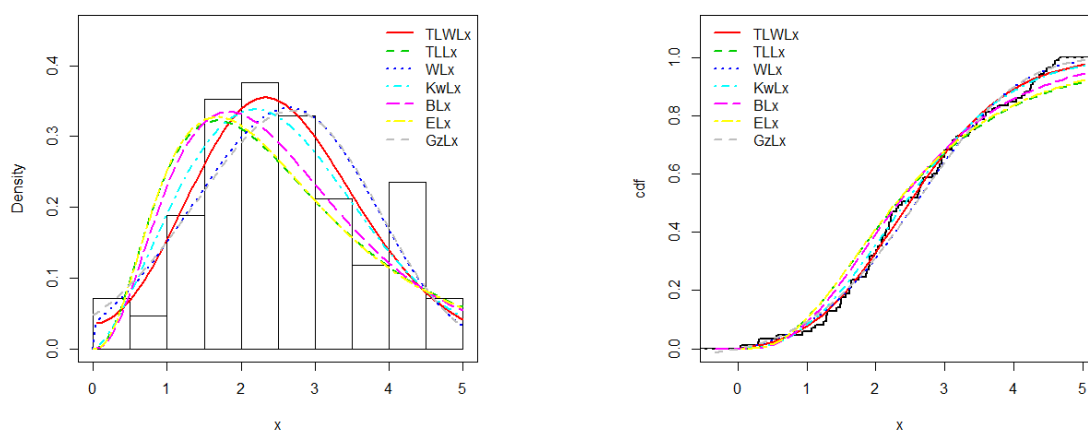 TLWLx
TLLx
WLx
KwLx
BLx
ELx
GzLx
Density
0.0
0.1
0.2
0.3
0.4
0 1 2 3 4 5
x
TLWLx
TLLx
WLx
KwLx
BLx
ELx
GzLx
cdf
0.0
0.2
0.4
0.6
0.8
1.0
0 1 2 3 4 5
x